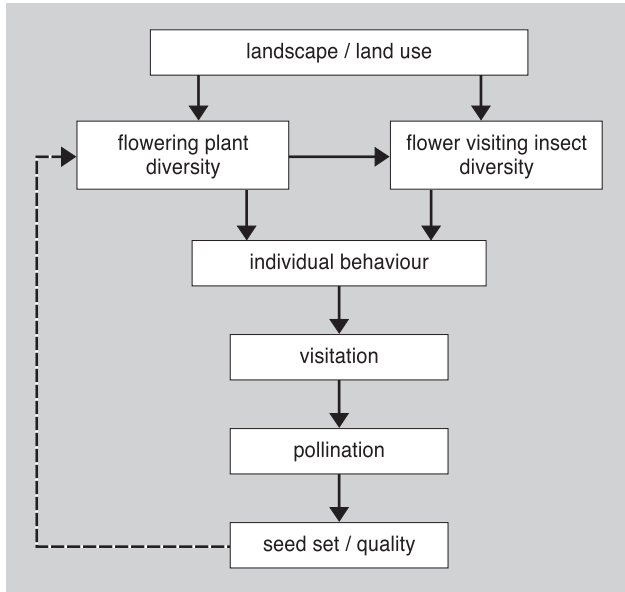 landscape / land use
flowering plant
diversity
flower visiting insect
diversity
individual behaviour
visitation
pollination
seed set / quality